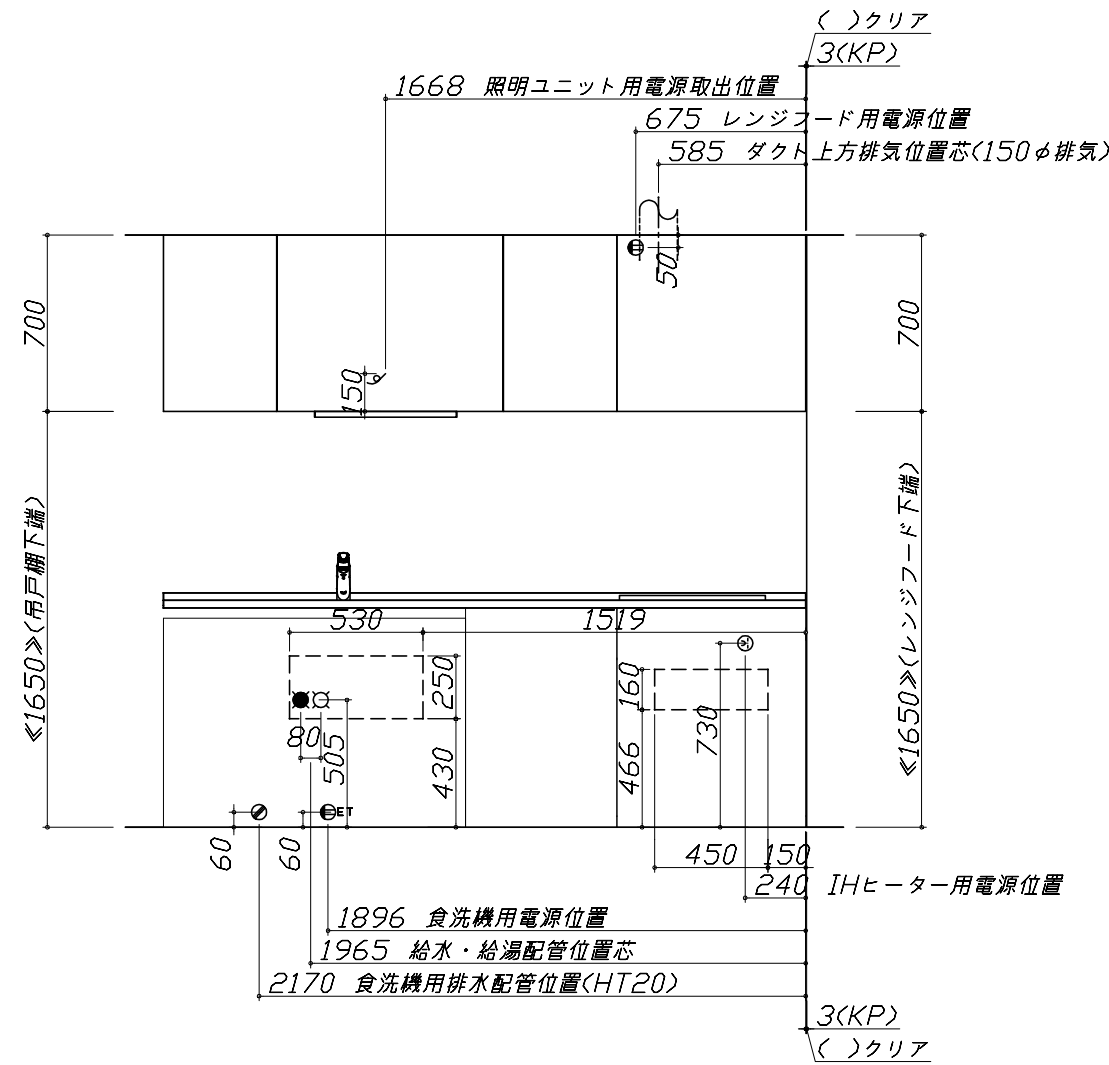 ( )クリア
3(KP)
1668 照明ユニット用電源取出位置
675 レンジフード用電源位置
585 ダクト上方排気位置芯(150φ排気)
50
700
700
150
≪1650≫(吊戸棚下端)
≪1650≫(レンジフード下端)
530
1519
250
160
80
505
430
466
730
ET
60
60
450
150
240 IHヒーター用電源位置
1896 食洗機用電源位置
1965 給水・給湯配管位置芯
2170 食洗機用排水配管位置(HT20)
3(KP)
( )クリア